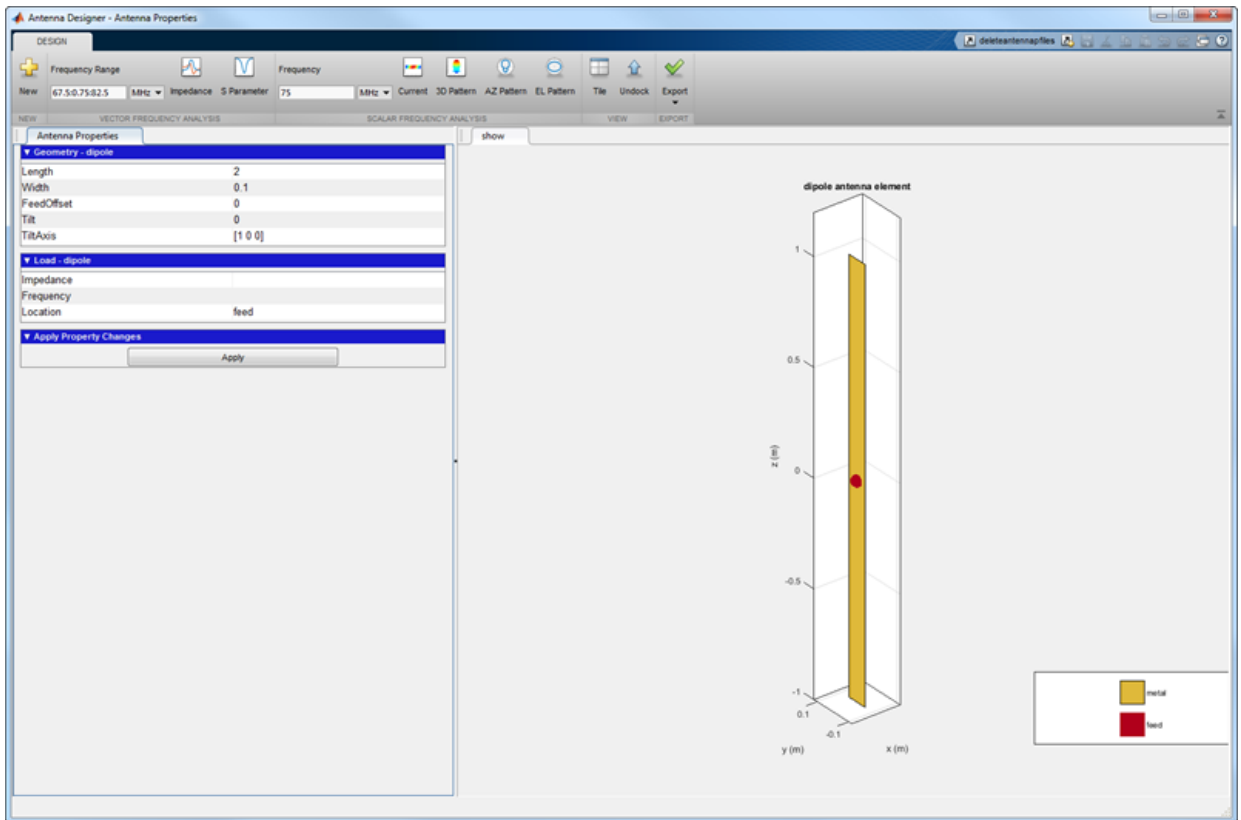 Antenna Designer - Antenna Properties
DESIGN
deleteantennapfiles
Frequency Range
Frequency
New 67.5:0.75:82.5 MHz Impedance S Parameter 75 MHz Current 3D Pattern AZ Pattern EL Pattern Tile Undock Export
NEW VECTOR FREQUENCY ANALYSIS SCALAR FREQUENCY ANALYSIS VIEW EXPORT
Antenna Properties
show
Geometry - dipole
Length 2
Width 0.1
FeedOffset 0
Tilt 0
TiltAxis [1 0 0]
Load - dipole
Impedance
Frequency
Location feed
Apply Property Changes
Apply
dipole antenna element
1
0.5
0
-0.5
-1
z (m)
0.1
-0.1
y (m) x (m)
metal
feed